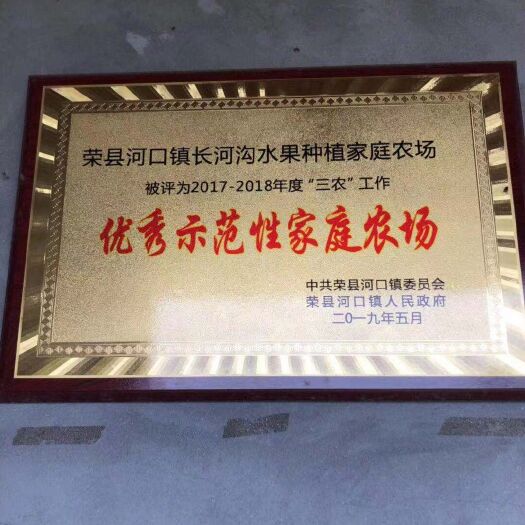 荣县河口镇长河沟水果种植家庭农场
被评为2017-2018年度“三农”工作
优秀示范性家庭农场
中共荣县河口镇委员会
荣县河口镇人民政府
二0一九年五月